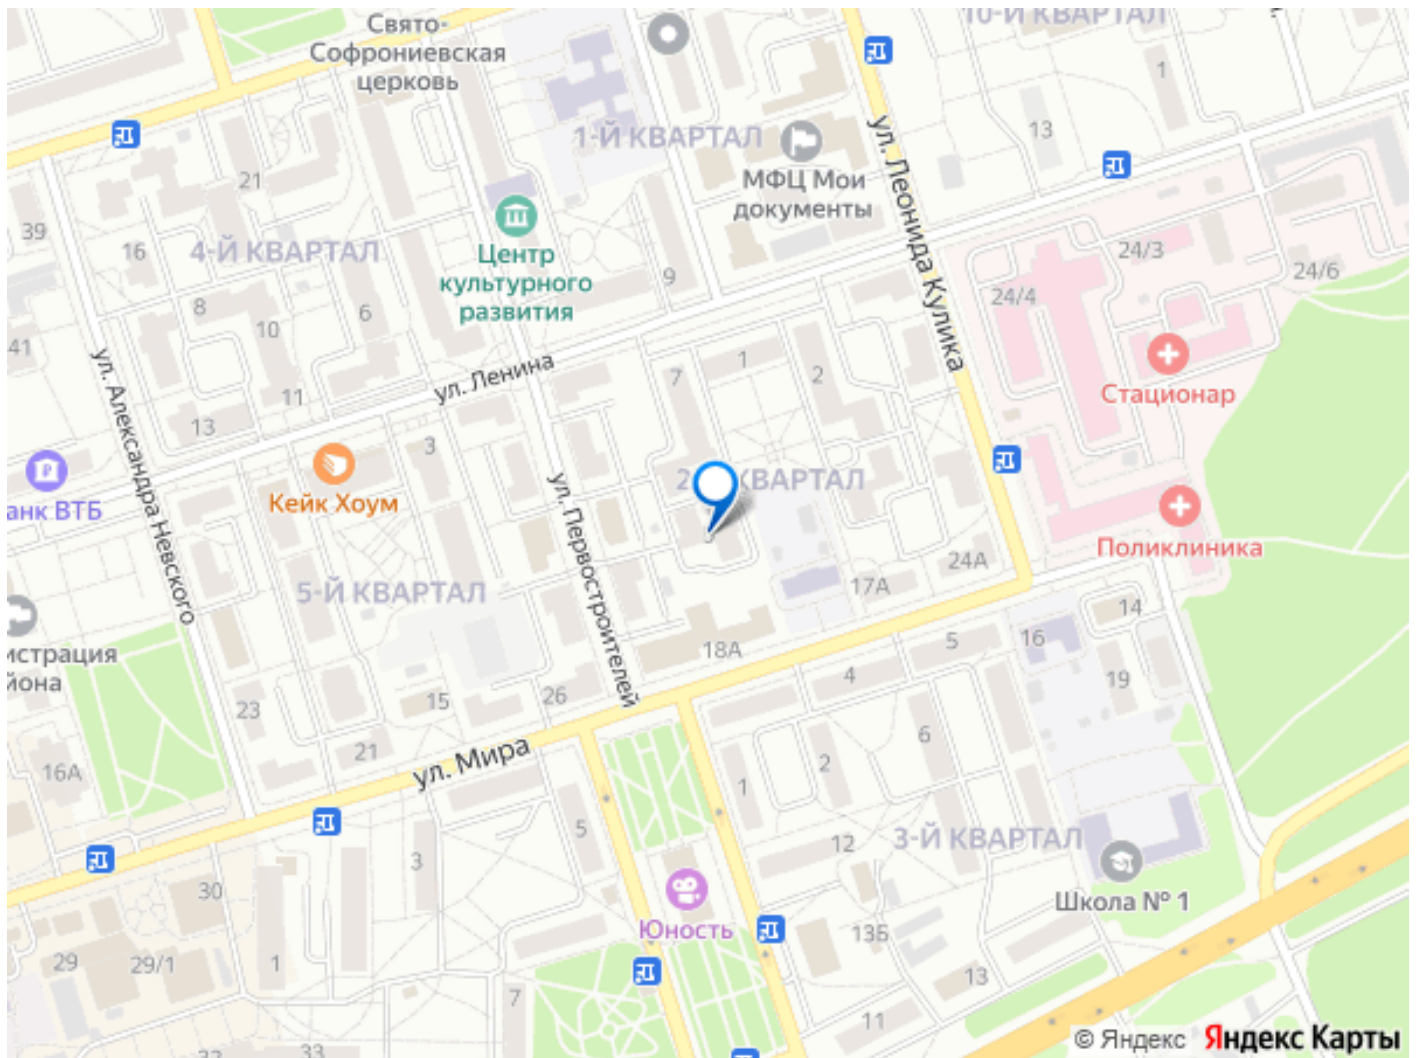 Свято-
Софрониевская
церковь
10-Й КВАРТАЛ
1
13
1-Й КВАРТАЛ
МФЦ Мои
документы
ул. Леонида Кулика
21
39
16
4-Й КВАРТАЛ
Центр
культурного
развития
9
24/3
24/6
24/4
8
10
6
41
ул. Александра Невского
ул. Ленина
1
7
2
Стационар
11
13
3
Кейк Хоум
анк ВТБ
2
КВАРТАЛ
ул. Первостроителей
Поликлиника
5-Й КВАРТАЛ
24А
17А
14
16
5
18А
4
19
истрация
йона
23
15
26
21
16А
ул. Мира
6
2
1
5
12
3-Й КВАРТАЛ
3
Школа № 1
30
Юность
13Б
29
29/1
1
13
7
11
32
33
© Яндекс Яндекс Карты